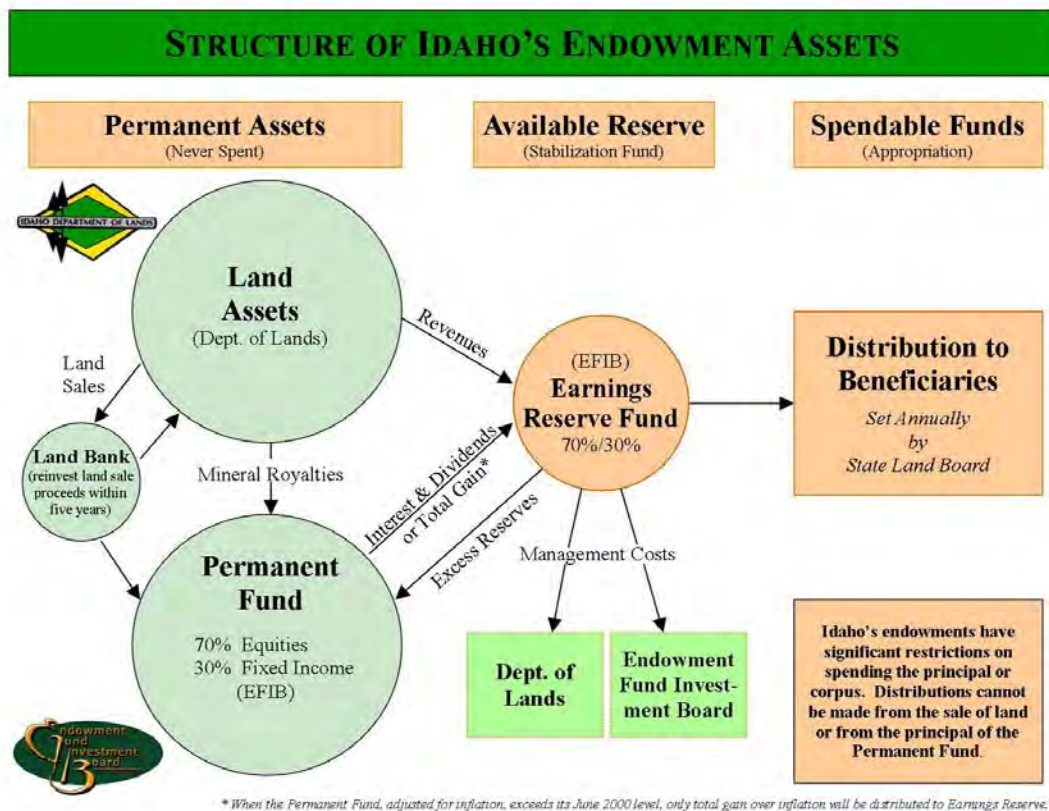 STRUCTURE OF IDAHO'S ENDOWMENT ASSETS
Permanent Assets
(Never Spent)
Available Reserve
(Stabilization Fund)
Spendable Funds
(Appropriation)
IDAHO DEPARTMENT OF LANDS
Land
Assets
(Dept. of Lands)
Revenues
Land
Sales
Land Bank
(reinvest land sale
proceeds within
five years)
Mineral Royalties
Interest & Dividends
or Total Gain*
Excess Reserves
(EFIB)
Earnings
Reserve Fund
70%/30%
Distribution to
Beneficiaries
Set Annually
by
State Land Board
Permanent
Fund
70% Equities
30% Fixed Income
(EFIB)
Management Costs
Dept. of
Lands
Endowment
Fund Invest-
ment Board
Idaho's endowments have
significant restrictions on
spending the principal or
corpus. Distributions cannot
be made from the sale of land
or from the principal of the
Permanent Fund.
Endowment
Fund
Investment
Board
* When the Permanent Fund, adjusted for inflation, exceeds its June 2000 level, only total gain over inflation will be distributed to Earnings Reserve.